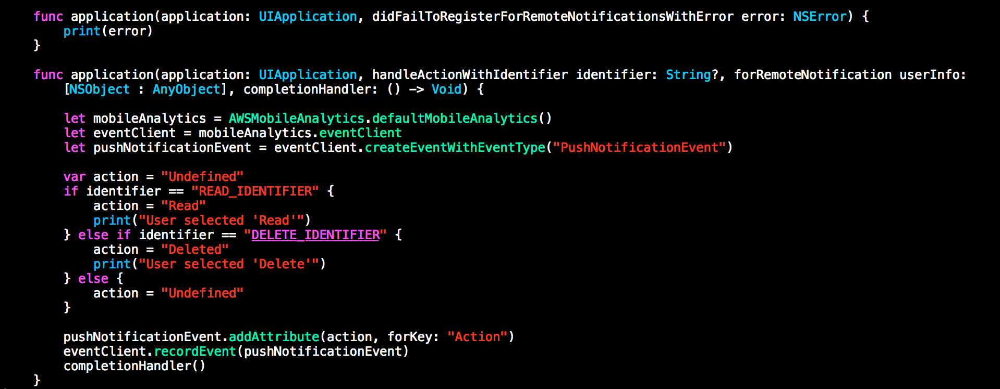 func application(application: UIApplication, didFailToRegisterForRemoteNotificationsWithError error: NSError) {
    print(error)
}

func application(application: UIApplication, handleActionWithIdentifier identifier: String?, forRemoteNotification userInfo:
    [NSObject : AnyObject], completionHandler: () -> Void) {

    let mobileAnalytics = AWSMobileAnalytics.defaultMobileAnalytics()
    let eventClient = mobileAnalytics.eventClient
    let pushNotificationEvent = eventClient.createEventWithEventType("PushNotificationEvent")

    var action = "Undefined"
    if identifier == "READ_IDENTIFIER" {
        action = "Read"
        print("User selected 'Read'")
    } else if identifier == "DELETE_IDENTIFIER" {
        action = "Deleted"
        print("User selected 'Delete'")
    } else {
        action = "Undefined"
    }

    pushNotificationEvent.addAttribute(action, forKey: "Action")
    eventClient.recordEvent(pushNotificationEvent)
    completionHandler()
}